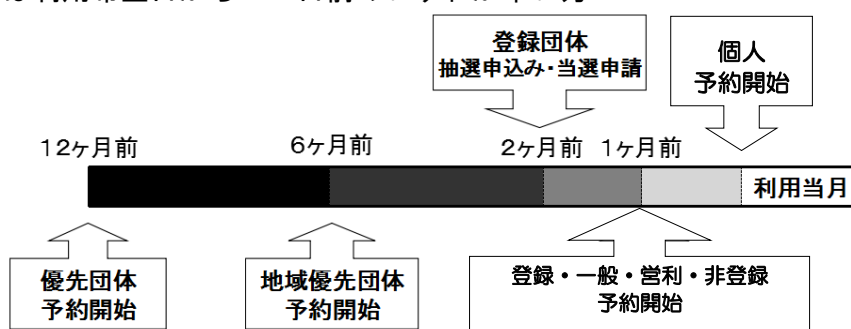 登録団体
抽選申込み・当選申請
個人
予約開始
12ヶ月前
6ヶ月前
2ヶ月前
1ヶ月前
利用当月
優先団体
予約開始
地域優先団体
予約開始
登録・一般・営利・非登録
予約開始